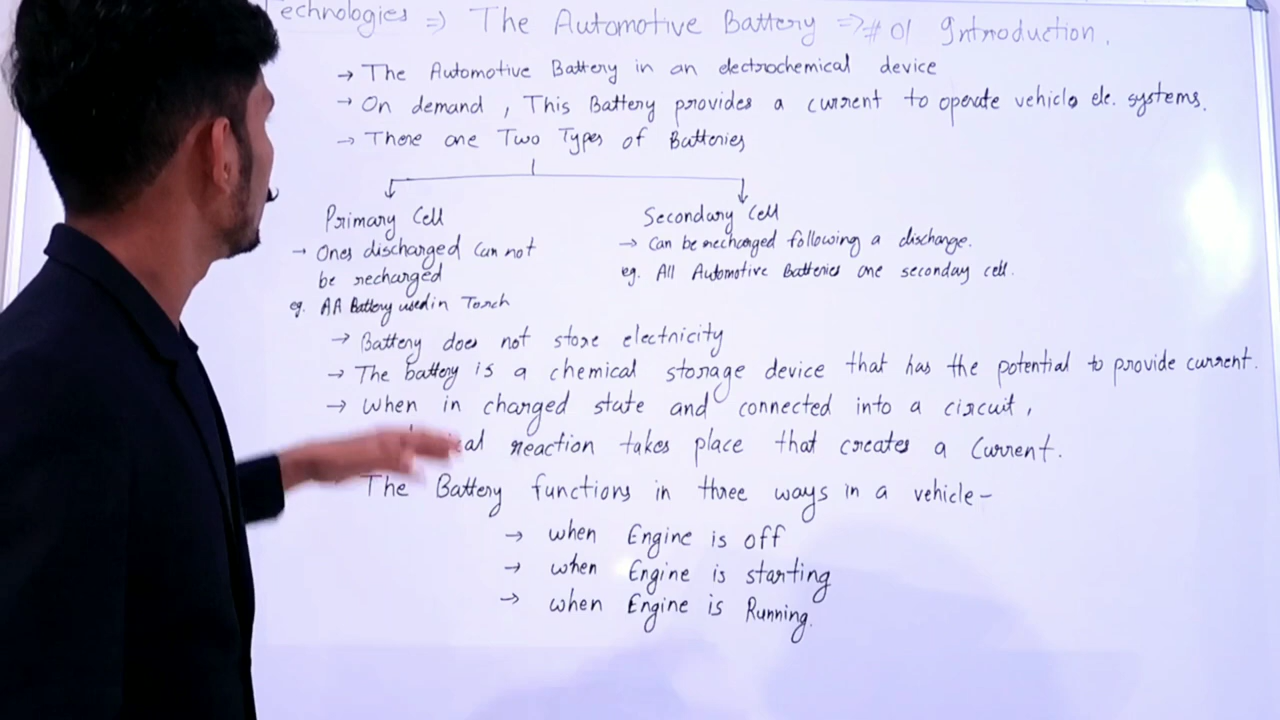 echnologies ⇒ The Automotive Battery ⇒ # 01 Introduction.
→ The Automotive Battery in an electrochemical device
→ On demand, This Battery provides a current to operate vehicle ele. systems.
→ There are Two Types of Batteries
Primary Cell
→ Ones discharged Can not
be recharged
eg. AA Battery used in Torch
Secondary Cell
→ Can be recharged following a discharge.
eg. All Automotive Batteries are seconday cell.
→ Battery does not store electricity
→ The battery is a chemical storage device that has the potential to provide current.
→ When in charged state and connected into a circuit,
ical reaction takes place that creates a Current.
The Battery functions in three ways in a vehicle-
→ when Engine is off
→ when Engine is starting
→ when Engine is Running.